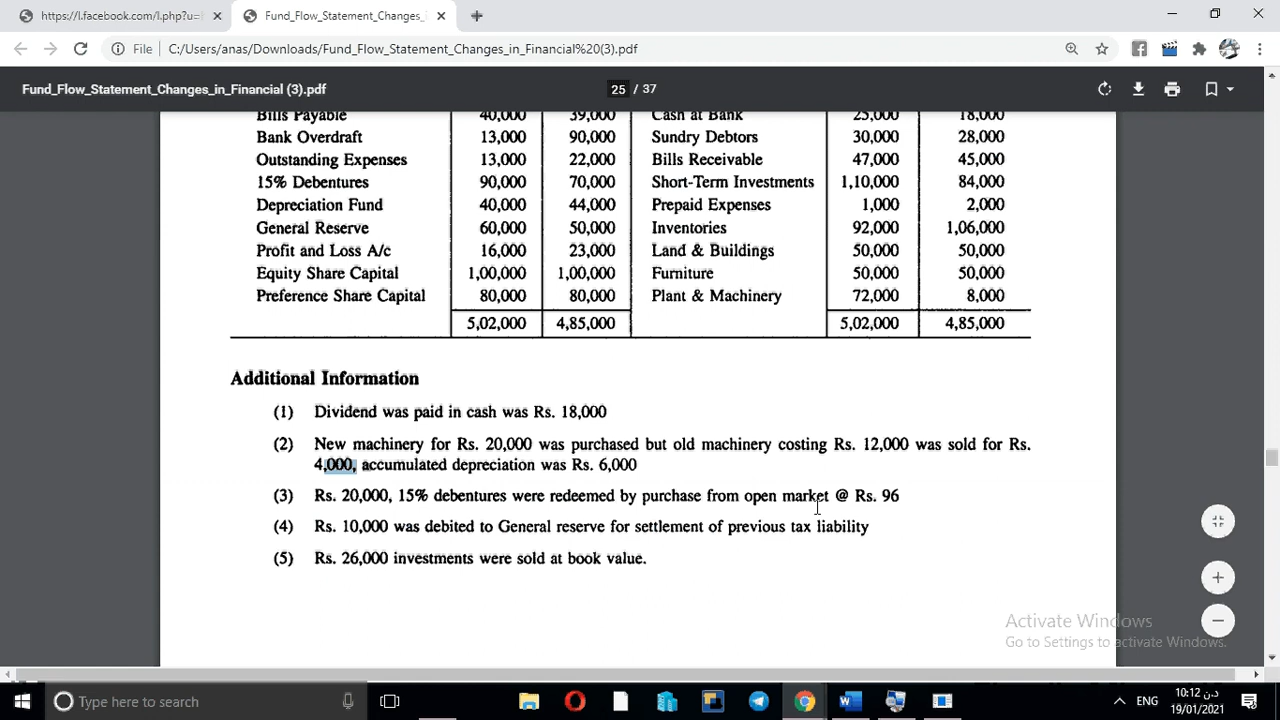 https://l.facebook.com/l.php?u=
Fund_Flow_Statement_Changes_in_
File C:/Users/anas/Downloads/Fund_Flow_Statement_Changes_in_Financial%20(3).pdf
Fund_Flow_Statement_Changes_in_Financial (3).pdf 25 / 37
Bills Payable 40,000 39,000 Cash at Bank 25,000 18,000
Bank Overdraft 13,000 90,000 Sundry Debtors 30,000 28,000
Outstanding Expenses 13,000 22,000 Bills Receivable 47,000 45,000
15% Debentures 90,000 70,000 Short-Term Investments 1,10,000 84,000
Depreciation Fund 40,000 44,000 Prepaid Expenses 1,000 2,000
General Reserve 60,000 50,000 Inventories 92,000 1,06,000
Profit and Loss A/c 16,000 23,000 Land & Buildings 50,000 50,000
Equity Share Capital 1,00,000 1,00,000 Furniture 50,000 50,000
Preference Share Capital 80,000 80,000 Plant & Machinery 72,000 8,000
5,02,000 4,85,000 5,02,000 4,85,000
Additional Information
(1) Dividend was paid in cash was Rs. 18,000
(2) New machinery for Rs. 20,000 was purchased but old machinery costing Rs. 12,000 was sold for Rs.
4,000, accumulated depreciation was Rs. 6,000
(3) Rs. 20,000, 15% debentures were redeemed by purchase from open market @ Rs. 96
(4) Rs. 10,000 was debited to General reserve for settlement of previous tax liability
(5) Rs. 26,000 investments were sold at book value.
Activate Windows
Go to Settings to activate Windows.
Type here to search
ENG
10:12 دن
19/01/2021